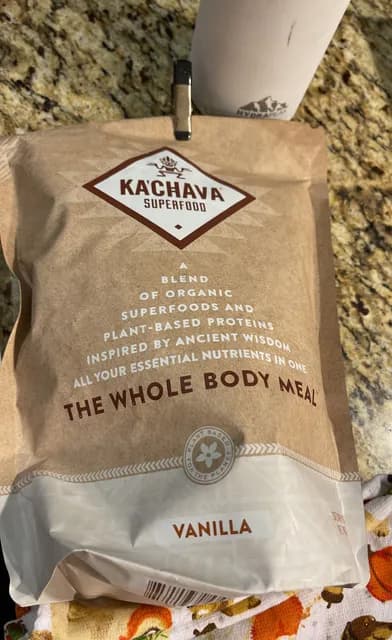 KA'CHAVA
SUPERFOOD
A
BLEND
OF ORGANIC
SUPERFOODS AND
PLANT-BASED PROTEINS
INSPIRED BY ANCIENT WISDOM
ALL YOUR ESSENTIAL NUTRIENTS IN ONE
THE WHOLE BODY MEAL
VANILLA